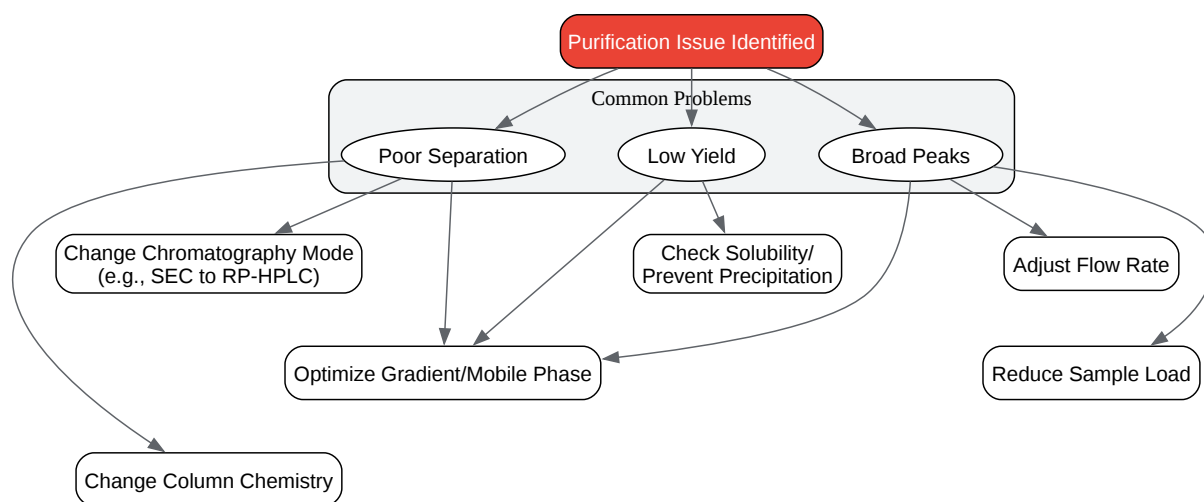 Purification Issue Identified
Common Problems
Poor Separation
Low Yield
Broad Peaks
Change Chromatography Mode
(e.g., SEC to RP-HPLC)
Check Solubility/
Prevent Precipitation
Adjust Flow Rate
Optimize Gradient/Mobile Phase
Reduce Sample Load
Change Column Chemistry